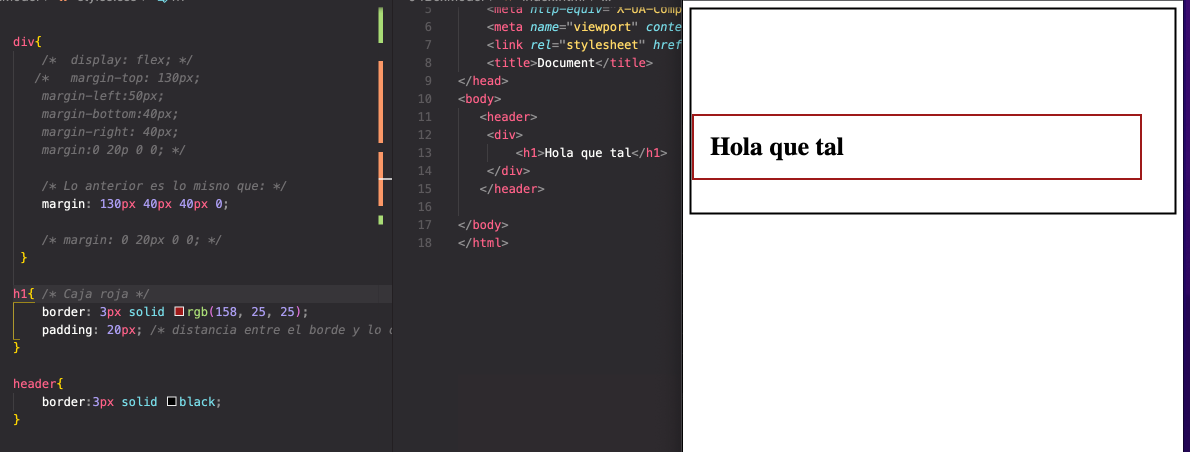 div{
/*  display: flex; */
/*   margin-top: 130px;
margin-left:50px;
margin-bottom:40px;
margin-right: 40px;
margin:0 20p 0 0; */
/* Lo anterior es lo misno que: */
margin: 130px 40px 40px 0;
/* margin: 0 20px 0 0; */
}
h1{ /* Caja roja */
border: 3px solid rgb(158, 25, 25);
padding: 20px; /* distancia entre el borde y lo
}
header{
border:3px solid black;
}
5 <meta http-equiv="X-UA-Comp
6 <meta name="viewport" conte
7 <link rel="stylesheet" href
8 <title>Document</title>
9 </head>
10 <body>
11 <header>
12 <div>
13 <h1>Hola que tal</h1>
14 </div>
15 </header>
16
17 </body>
18 </html>
Hola que tal